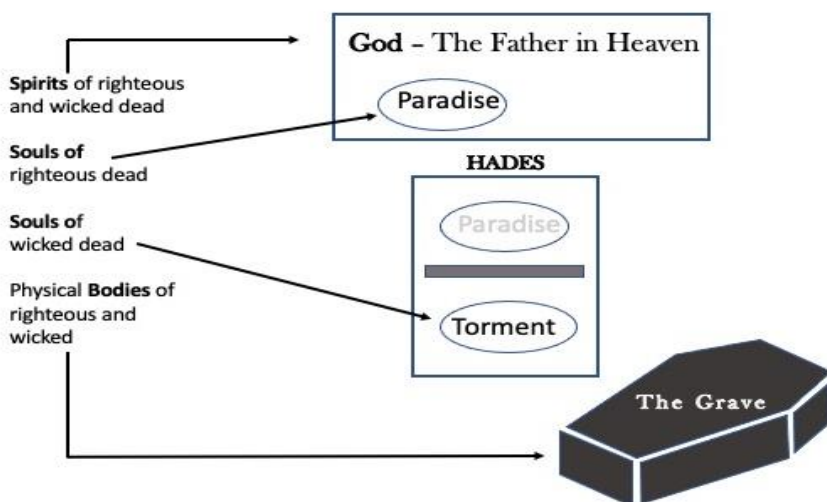 God – The Father in Heaven
Spirits of righteous
and wicked dead
Paradise
Souls of
righteous dead
HADES
Souls of
wicked dead
Paradise
Physical Bodies of
righteous and
wicked
Torment
The Grave